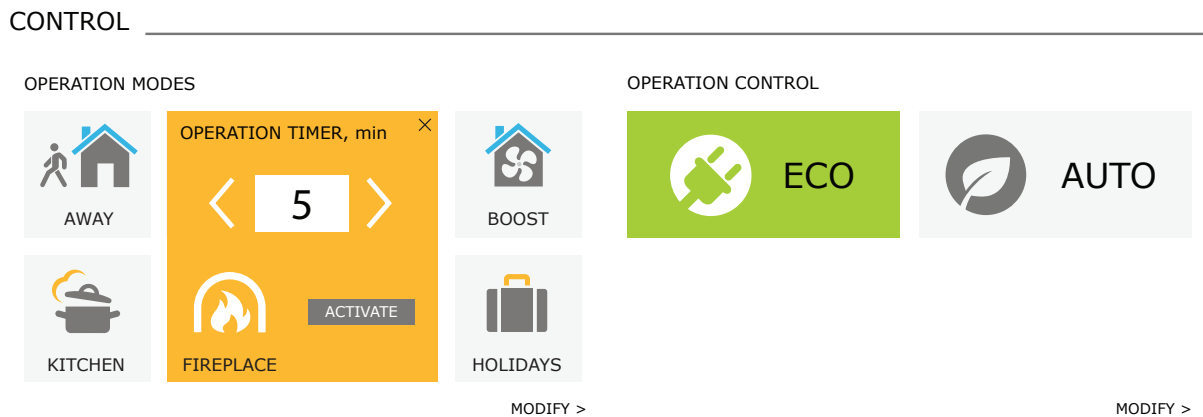 CONTROL
OPERATION MODES
OPERATION CONTROL
AWAY
OPERATION TIMER, min
5
BOOST
ECO
AUTO
KITCHEN
FIREPLACE
ACTIVATE
HOLIDAYS
MODIFY >
MODIFY >